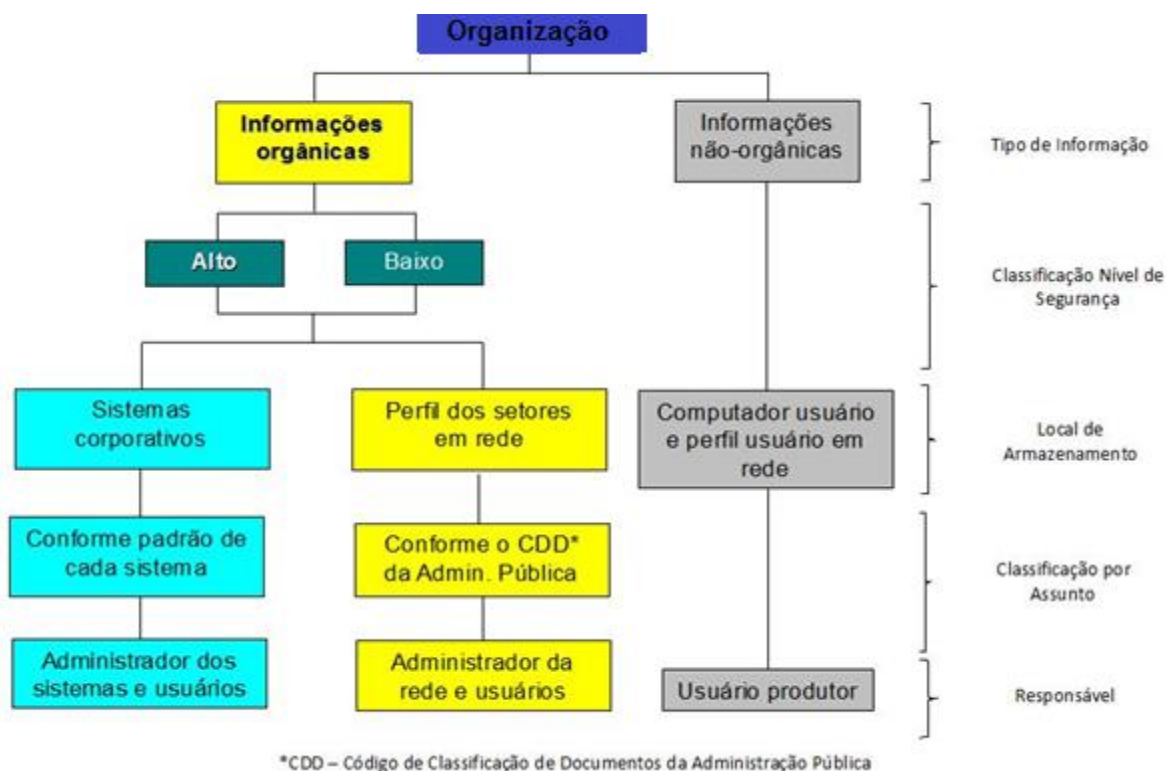 Organização
Informações
orgânicas
Informações
não-orgânicas
Tipo de Informação
Alto
Baixo
Classificação Nível de
Segurança
Sistemas
corporativos
Perfil dos setores
em rede
Computador usuário
e perfil usuário em
rede
Local de
Armazenamento
Conforme padrão de
cada sistema
Conforme o CDD*
da Admin. Pública
Classificação por
Assunto
Administrador dos
sistemas e usuários
Administrador da
rede e usuários
Usuário produtor
Responsável
*CDD – Código de Classificação de Documentos da Administração Pública